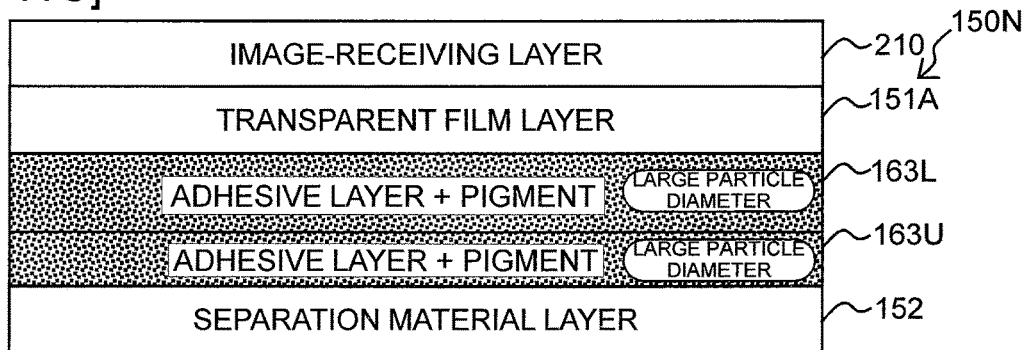 150N
IMAGE-RECEIVING LAYER
210
TRANSPARENT FILM LAYER
151A
ADHESIVE LAYER + PIGMENT
LARGE PARTICLE
DIAMETER
163L
ADHESIVE LAYER + PIGMENT
LARGE PARTICLE
DIAMETER
163U
SEPARATION MATERIAL LAYER
152